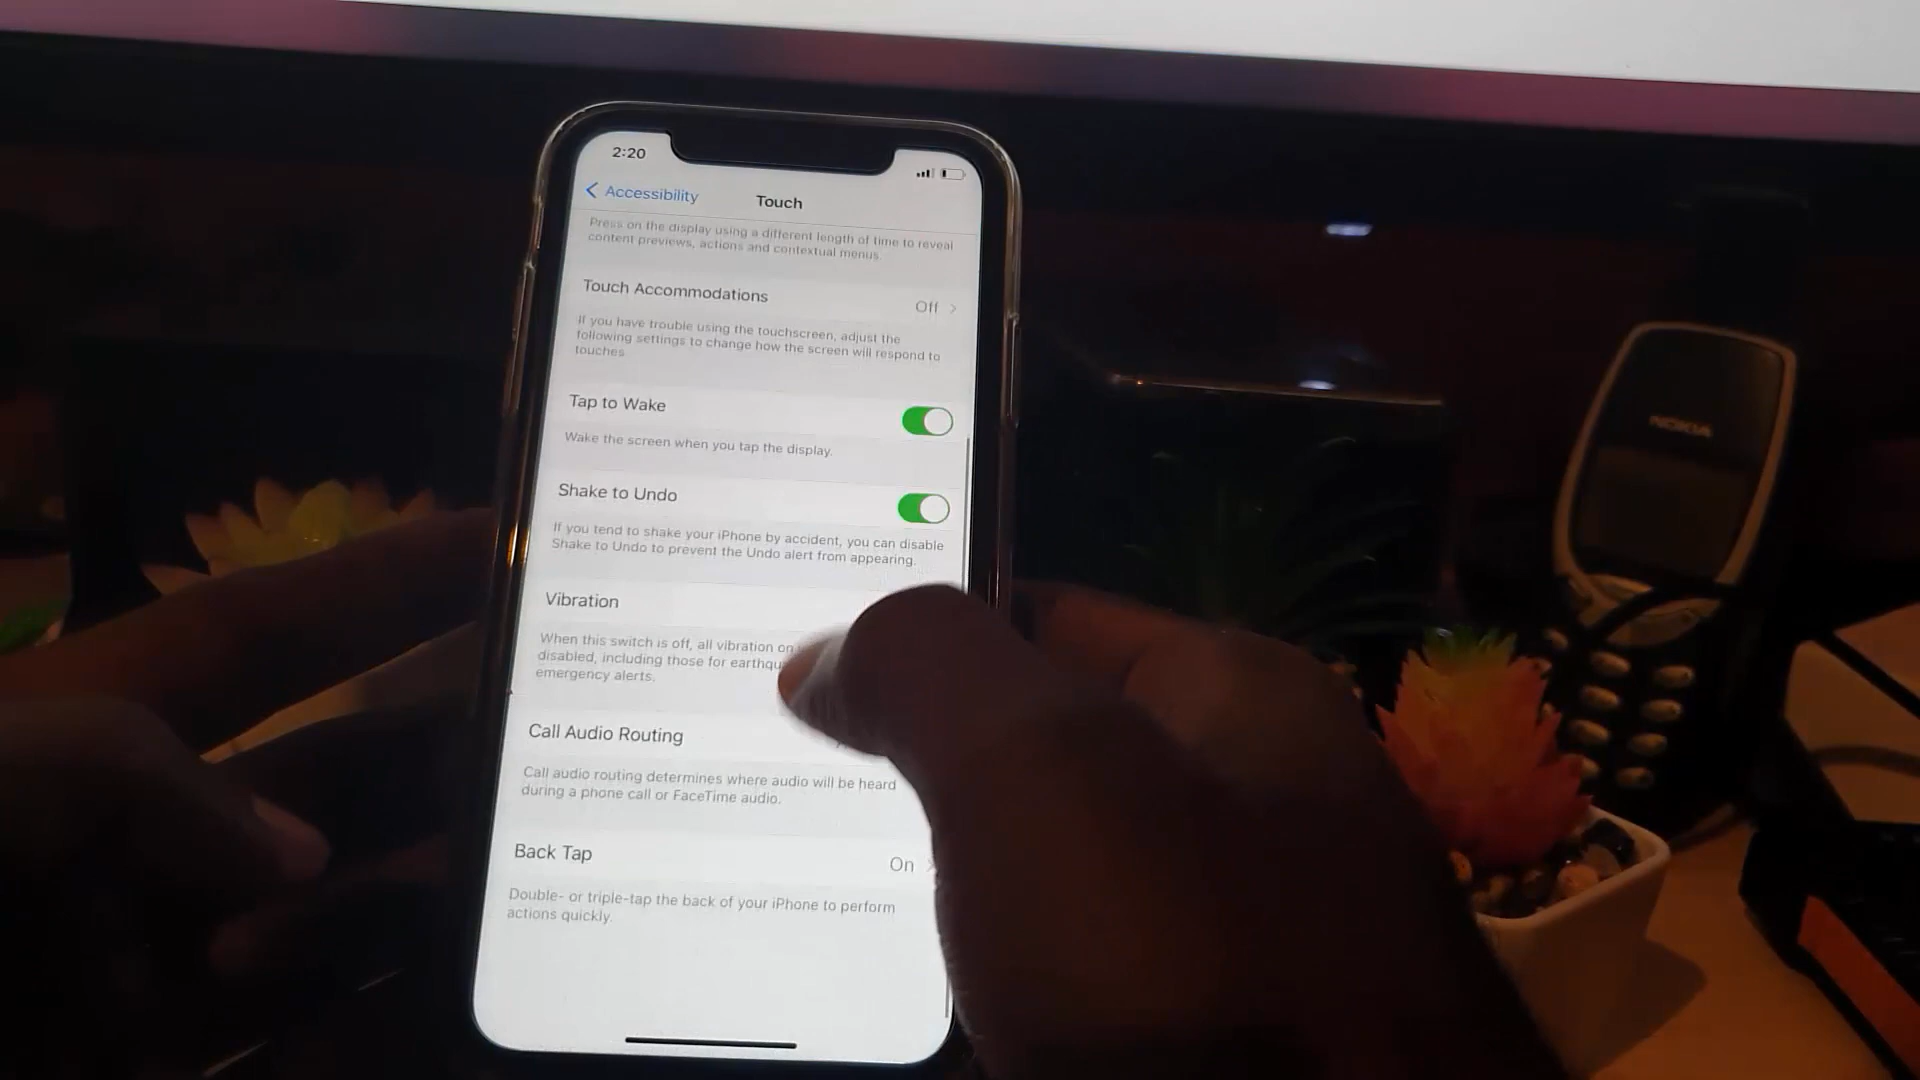 2:20
Accessibility
Touch
Press on the display using a different length of time to reveal
content previews, actions and contextual menus.
Touch Accommodations
Off
If you have trouble using the touchscreen, adjust the
following settings to change how the screen will respond to
touches.
Tap to Wake
Wake the screen when you tap the display.
Shake to Undo
If you tend to shake your iPhone by accident, you can disable
Shake to Undo to prevent the Undo alert from appearing.
Vibration
When this switch is off, all vibration on
disabled, including those for
emergency alerts.
Call Audio Routing
Call audio routing determines where audio will be heard
during a phone call or FaceTime audio.
Back Tap
On
Double- or triple-tap the back of your iPhone to perform
actions quickly.
NOKIA